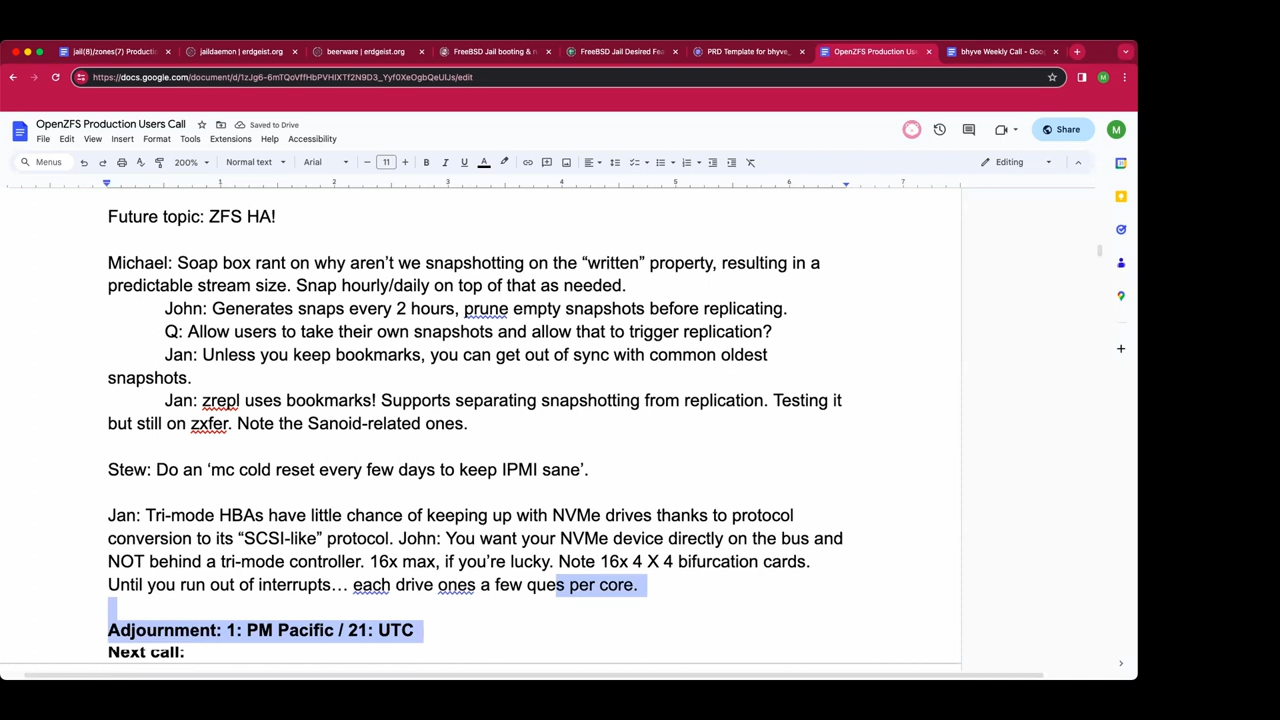 jail(8)/zones(7) Producti
jaildaemon | erdgeist.org
beerware | erdgeist.org
FreeBSD Jail booting & n
FreeBSD Jail Desired Fea
PRD Template for bhyve_
OpenZFS Production Use
bhyve Weekly Call - Goo
https://docs.google.com/document/d/1zJg6-6mTQoVffHbPVHIXTf2N9D3_Yyf0XeOgbQeUIJs/edit
OpenZFS Production Users Call
Saved to Drive
File Edit View Insert Format Tools Extensions Help Accessibility
Share
M
Menus
200%
Normal text
Arial
11
Editing
1 2 3 4 5 6 7
Future topic: ZFS HA!
Michael: Soap box rant on why aren’t we snapshotting on the “written” property, resulting in a
predictable stream size. Snap hourly/daily on top of that as needed.
John: Generates snaps every 2 hours, prune empty snapshots before replicating.
Q: Allow users to take their own snapshots and allow that to trigger replication?
Jan: Unless you keep bookmarks, you can get out of sync with common oldest
snapshots.
Jan: zrepl uses bookmarks! Supports separating snapshotting from replication. Testing it
but still on zxfer. Note the Sanoid-related ones.
Stew: Do an ‘mc cold reset every few days to keep IPMI sane’.
Jan: Tri-mode HBAs have little chance of keeping up with NVMe drives thanks to protocol
conversion to its “SCSI-like” protocol. John: You want your NVMe device directly on the bus and
NOT behind a tri-mode controller. 16x max, if you’re lucky. Note 16x 4 X 4 bifurcation cards.
Until you run out of interrupts… each drive ones a few ques per core.
Adjournment: 1: PM Pacific / 21: UTC
Next call: